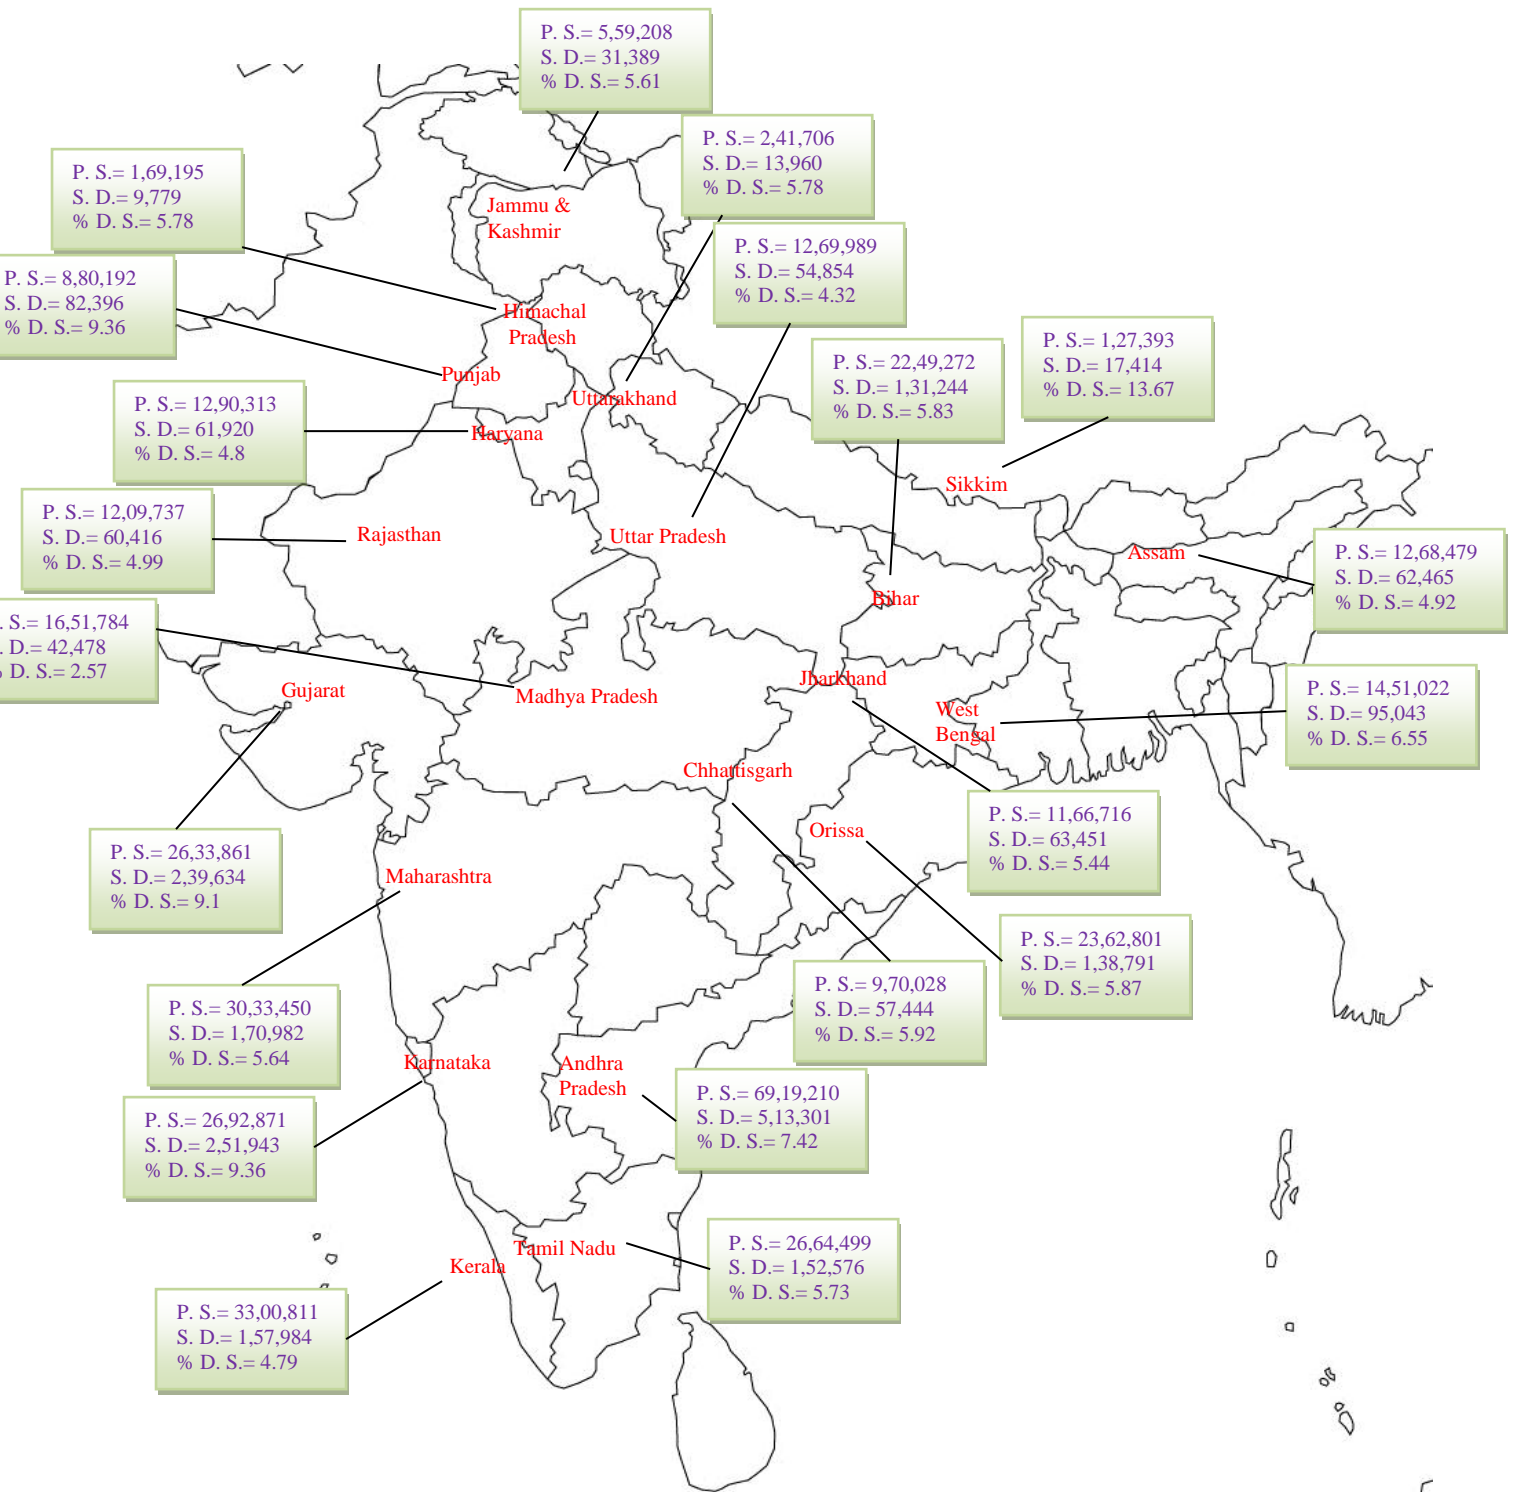 P. S.= 5,59,208
S. D.= 31,389
% D. S.= 5.61
P. S.= 2,41,706
S. D.= 13,960
% D. S.= 5.78
P. S.= 1,69,195
S. D.= 9,779
% D. S.= 5.78
Jammu &
Kashmir
P. S.= 12,69,989
S. D.= 54,854
% D. S.= 4.32
P. S.= 8,80,192
S. D.= 82,396
% D. S.= 9.36
Himachal
Pradesh
P. S.= 1,27,393
S. D.= 17,414
% D. S.= 13.67
P. S.= 22,49,272
S. D.= 1,31,244
% D. S.= 5.83
Punjab
Uttarakhand
P. S.= 12,90,313
S. D.= 61,920
% D. S.= 4.8
Haryana
Sikkim
P. S.= 12,09,737
S. D.= 60,416
% D. S.= 4.99
Rajasthan
Uttar Pradesh
Assam
P. S.= 12,68,479
S. D.= 62,465
% D. S.= 4.92
Bihar
. S.= 16,51,784
. D.= 42,478
D. S.= 2.57
Gujarat
Madhya Pradesh
Jharkhand
West
Bengal
P. S.= 14,51,022
S. D.= 95,043
% D. S.= 6.55
Chhattisgarh
P. S.= 11,66,716
S. D.= 63,451
% D. S.= 5.44
Orissa
P. S.= 26,33,861
S. D.= 2,39,634
% D. S.= 9.1
Maharashtra
P. S.= 23,62,801
S. D.= 1,38,791
% D. S.= 5.87
P. S.= 9,70,028
S. D.= 57,444
% D. S.= 5.92
P. S.= 30,33,450
S. D.= 1,70,982
% D. S.= 5.64
Karnataka
Andhra
Pradesh
P. S.= 69,19,210
S. D.= 5,13,301
% D. S.= 7.42
P. S.= 26,92,871
S. D.= 2,51,943
% D. S.= 9.36
Tamil Nadu
P. S.= 26,64,499
S. D.= 1,52,576
% D. S.= 5.73
Kerala
P. S.= 33,00,811
S. D.= 1,57,984
% D. S.= 4.79